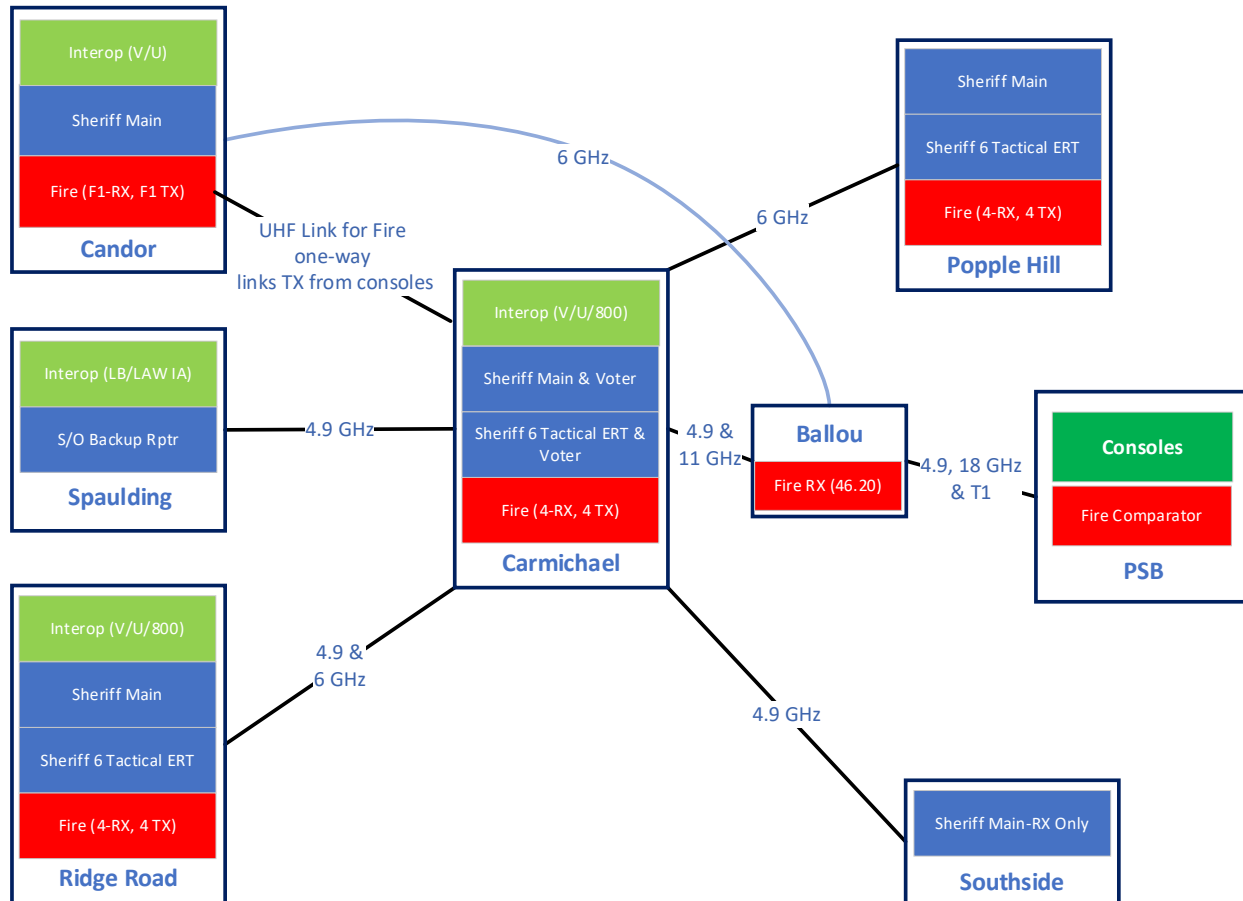 Interop (V/U)
Sheriff Main
Fire (F1-RX, F1 TX)
Candor
6 GHz
Sheriff Main
Sheriff 6 Tactical ERT
Fire (4-RX, 4 TX)
Popple Hill
6 GHz
UHF Link for Fire
one-way
links TX from consoles
Interop (LB/LAW IA)
S/O Backup Rptr
Spaulding
4.9 GHz
Interop (V/U/800)
Sheriff Main & Voter
Sheriff 6 Tactical ERT &
Voter
Fire (4-RX, 4 TX)
Carmichael
4.9 &
11 GHz
Ballou
Fire RX (46.20)
4.9, 18 GHz
& T1
Consoles
Fire Comparator
PSB
Interop (V/U/800)
Sheriff Main
Sheriff 6 Tactical ERT
Fire (4-RX, 4 TX)
Ridge Road
4.9 &
6 GHz
4.9 GHz
Sheriff Main-RX Only
Southside